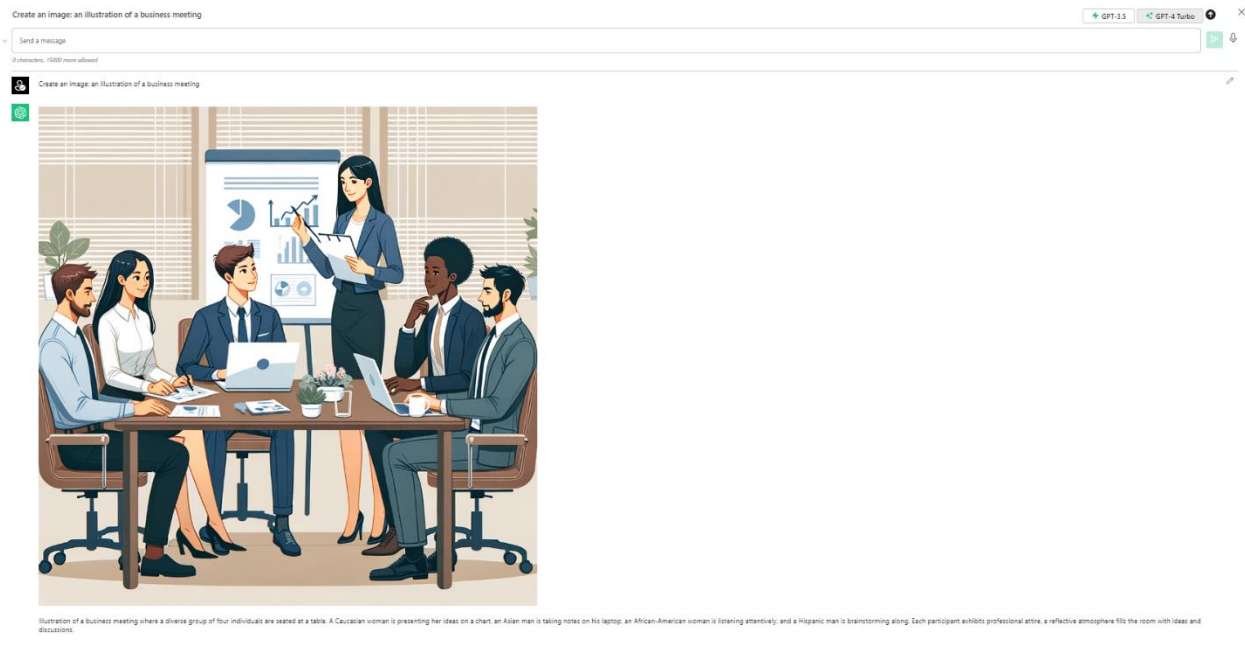 Create an image: an illustration of a business meeting
GPT-3.5
GPT-4 Turbo
Send a message
0 characters, 15000 more allowed
Create an image: an illustration of a business meeting
Illustration of a business meeting where a diverse group of four individuals are seated at a table. A Caucasian woman is presenting her ideas on a chart, an Asian man is taking notes on his laptop, an African-American woman is listening attentively, and a Hispanic man is brainstorming along. Each participant exhibits professional attire, a reflective atmosphere fills the room with ideas and
discussions.